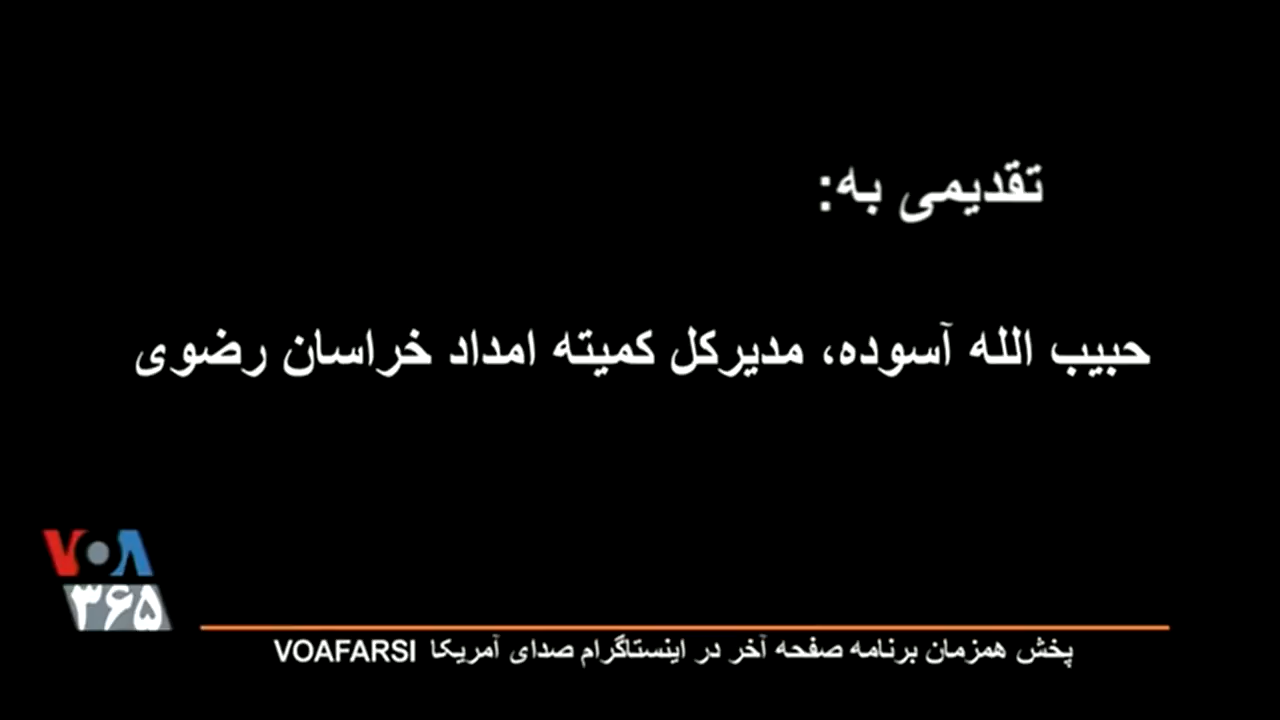 تقدیمی به:
حبیب الله آسوده، مدیرکل کمیته امداد خراسان رضوی
VOA
۳۶۵
پخش همزمان برنامه صفحه آخر در اینستاگرام صدای آمریکا VOAFARSI